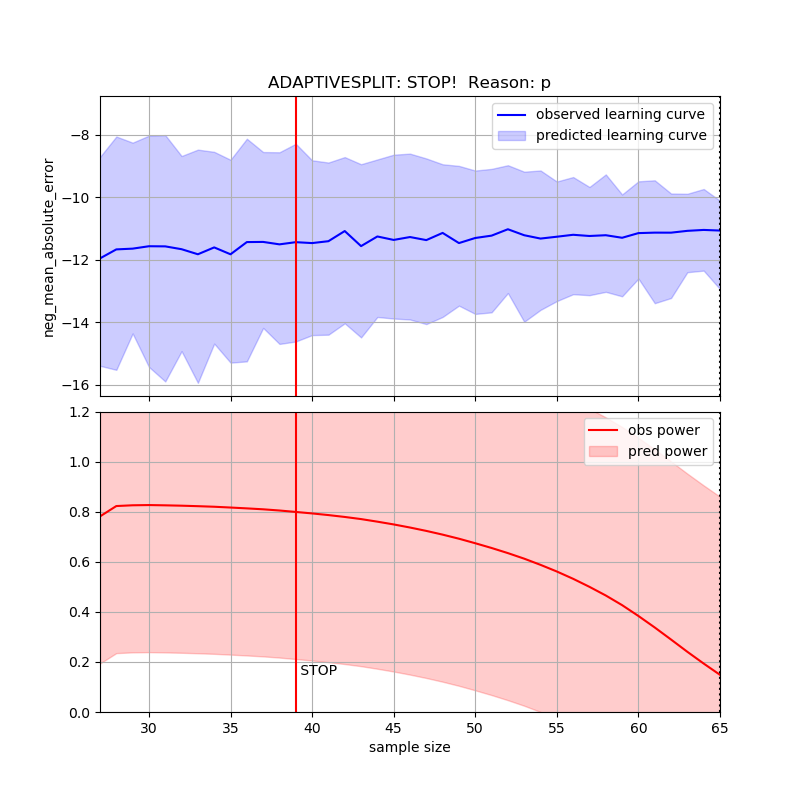 ADAPTIVESPLIT: STOP!  Reason: p
neg_mean_absolute_error
−8
−10
−12
−14
−16
observed learning curve
predicted learning curve
1.2
1.0
0.8
0.6
0.4
0.2
0.0
obs power
pred power
STOP
30 35 40 45 50 55 60 65
sample size